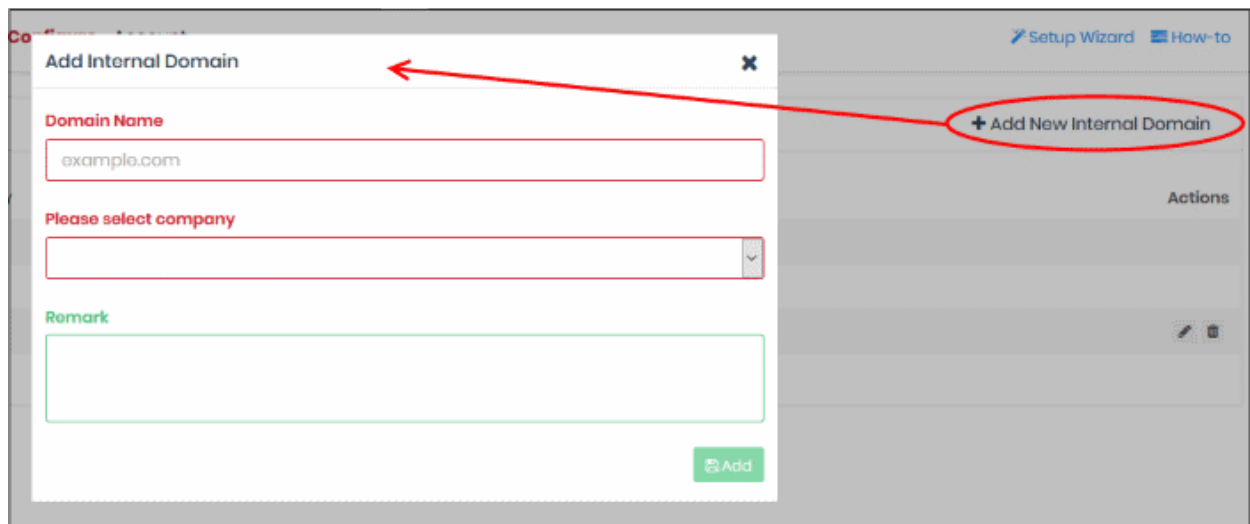 Setup Wizard How-to
Add Internal Domain
+ Add New Internal Domain
Domain Name
example.com
Actions
Please select company
Remark
Add